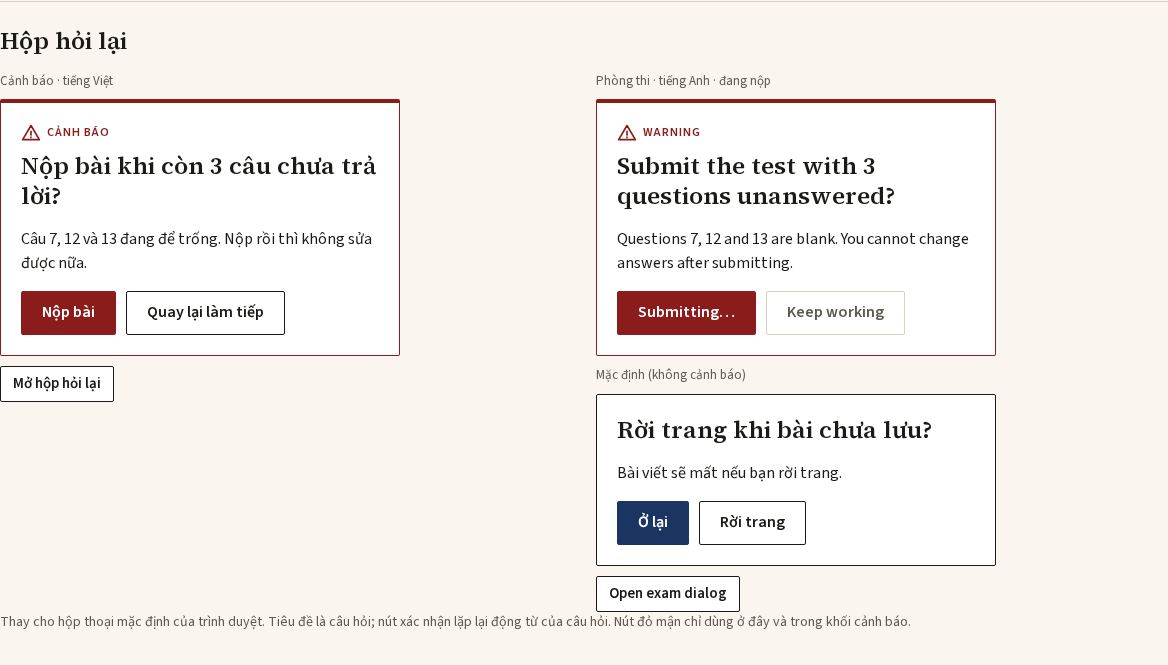 Hộp hỏi lại
Cảnh báo · tiếng Việt
CẢNH BÁO
Nộp bài khi còn 3 câu chưa trả
lời?
Câu 7, 12 và 13 đang để trống. Nộp rồi thì không sửa
được nữa.
Nộp bài
Quay lại làm tiếp
Mở hộp hỏi lại
Phòng thi · tiếng Anh · đang nộp
WARNING
Submit the test with 3
questions unanswered?
Questions 7, 12 and 13 are blank. You cannot change
answers after submitting.
Submitting…
Keep working
Mặc định (không cảnh báo)
Rời trang khi bài chưa lưu?
Bài viết sẽ mất nếu bạn rời trang.
Ở lại
Rời trang
Open exam dialog
Thay cho hộp thoại mặc định của trình duyệt. Tiêu đề là câu hỏi; nút xác nhận lặp lại động từ của câu hỏi. Nút đỏ mận chỉ dùng ở đây và trong khối cảnh báo.